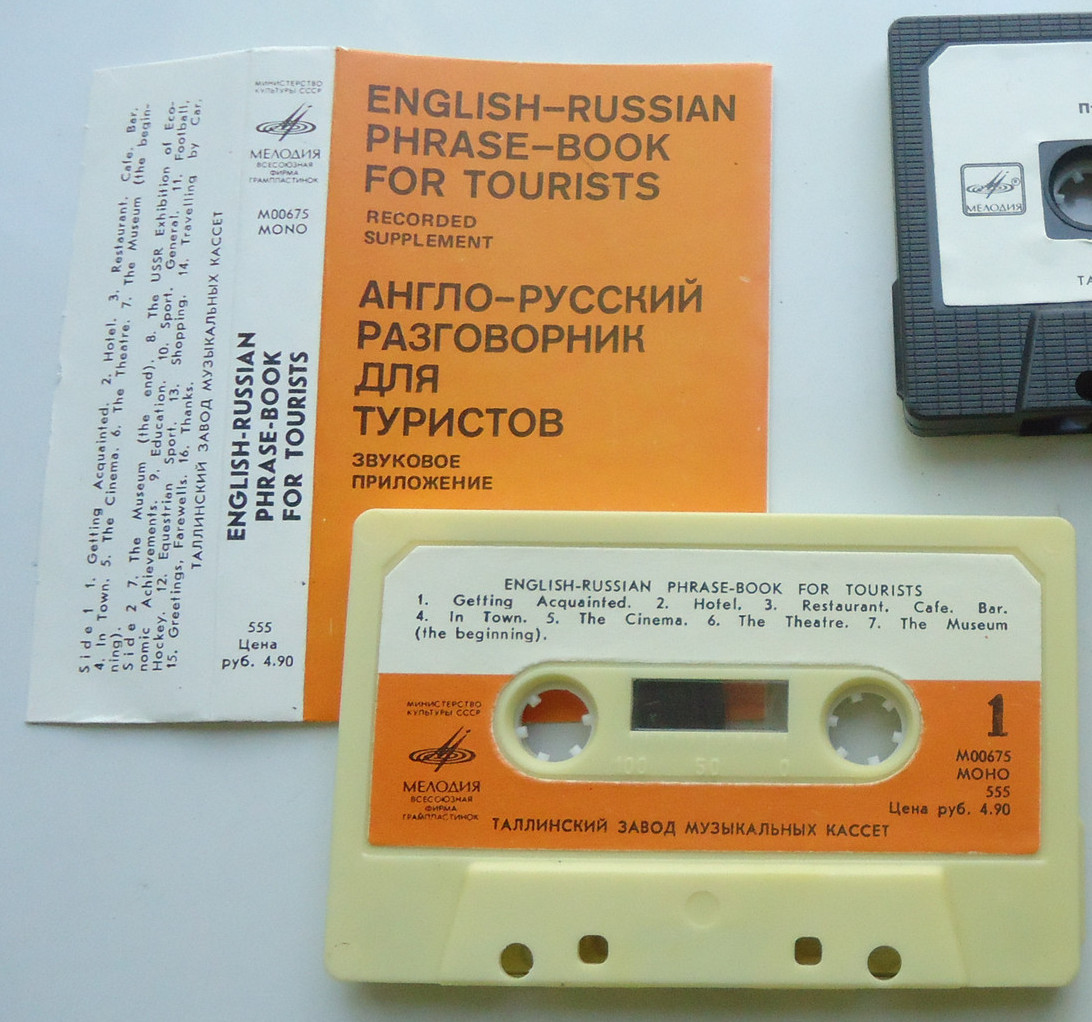 Side 1 1. Getting Acquainted. 2. Hotel. 3. Restaurant. Cafe. Bar.
4. In Town. 5. The Cinema. 6. The Theatre. 7. The Museum (the begin-
ning).
Side 2 7. The Museum (the end). 8. The USSR Exhibition of Eco-
nomic Achievements. 9. Education. 10. Sport. General. 11. Football,
Hockey. 12. Equestrian Sport. 13. Shopping. 14. Travelling by Car.
15. Greetings, Farewells. 16. Thanks.
ТАЛЛИНСКИЙ ЗАВОД МУЗЫКАЛЬНЫХ КАССЕТ
МИНИСТЕРСТВО
КУЛЬТУРЫ СССР
МЕЛОДИЯ
ВСЕСОЮЗНАЯ
ФИРМА
ГРАМПЛАСТИНОК
М00675
MONO
ENGLISH-RUSSIAN
PHRASE-BOOK
FOR TOURISTS
555
Цена
руб. 4.90
ENGLISH–RUSSIAN
PHRASE–BOOK
FOR TOURISTS
RECORDED
SUPPLEMENT
АНГЛО–РУССКИЙ
РАЗГОВОРНИК
ДЛЯ
ТУРИСТОВ
ЗВУКОВОЕ
ПРИЛОЖЕНИЕ
ENGLISH-RUSSIAN PHRASE-BOOK FOR TOURISTS
1. Getting Acquainted. 2. Hotel. 3. Restaurant. Cafe. Bar.
4. In Town. 5. The Cinema. 6. The Theatre. 7. The Museum
(the beginning).
МИНИСТЕРСТВО
КУЛЬТУРЫ СССР
МЕЛОДИЯ
ВСЕСОЮЗНАЯ
ФИРМА
ГРАМПЛАСТИНОК
100 50 0
1
М00675
МОНО
555
Цена руб. 4.90
ТАЛЛИНСКИЙ ЗАВОД МУЗЫКАЛЬНЫХ КАССЕТ
МЕЛОДИЯ